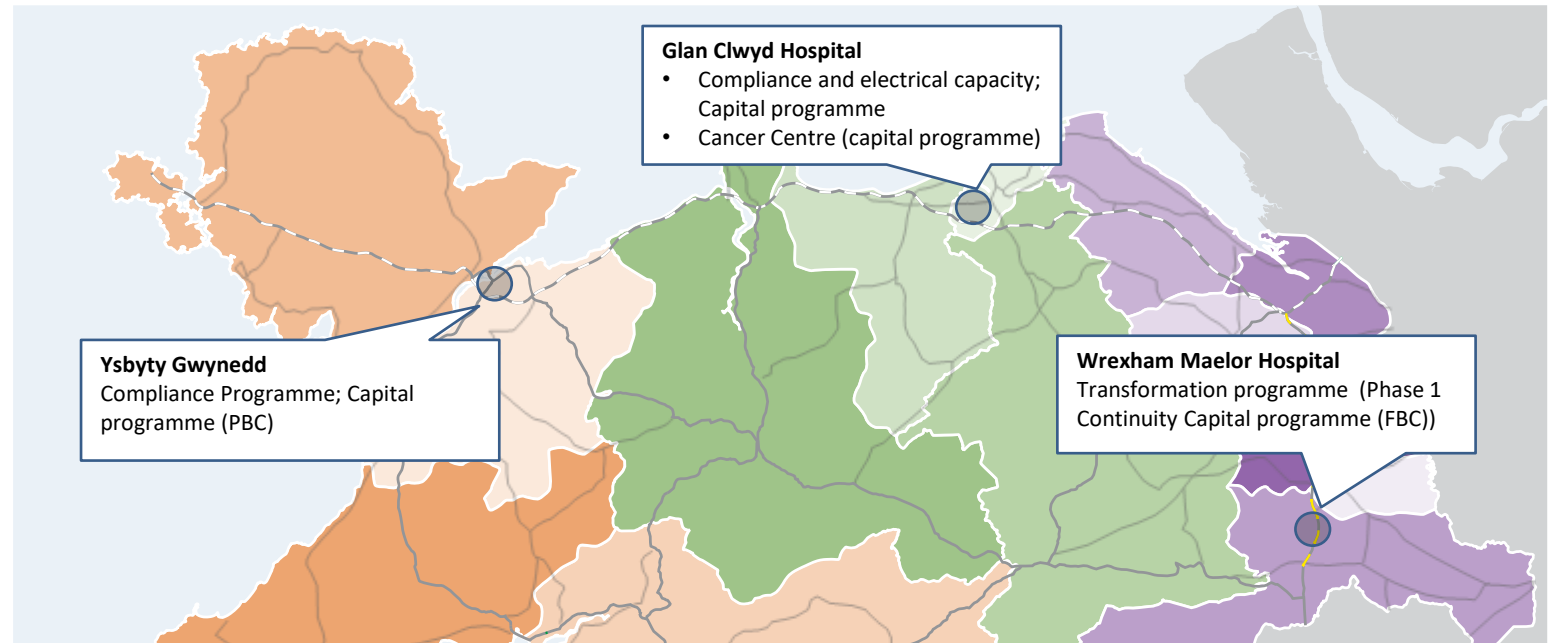 Glan Clwyd Hospital
• Compliance and electrical capacity;
Capital programme
• Cancer Centre (capital programme)
Ysbyty Gwynedd
Compliance Programme; Capital
programme (PBC)
Wrexham Maelor Hospital
Transformation programme (Phase 1
Continuity Capital programme (FBC))